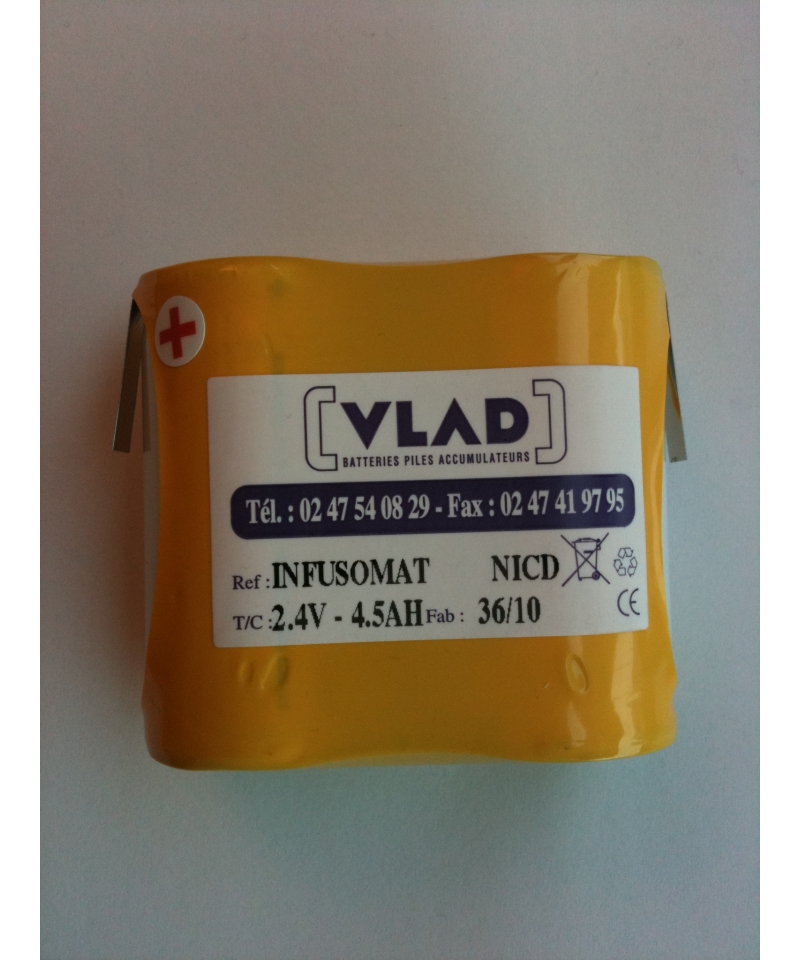 VLAD
BATTERIES PILES ACCUMULATEURS
Tél. : 02 47 54 08 29 - Fax : 02 47 41 97 95
Ref : INFUSOMAT NICD
T/C : 2.4V - 4.5AH Fab : 36/10
CE